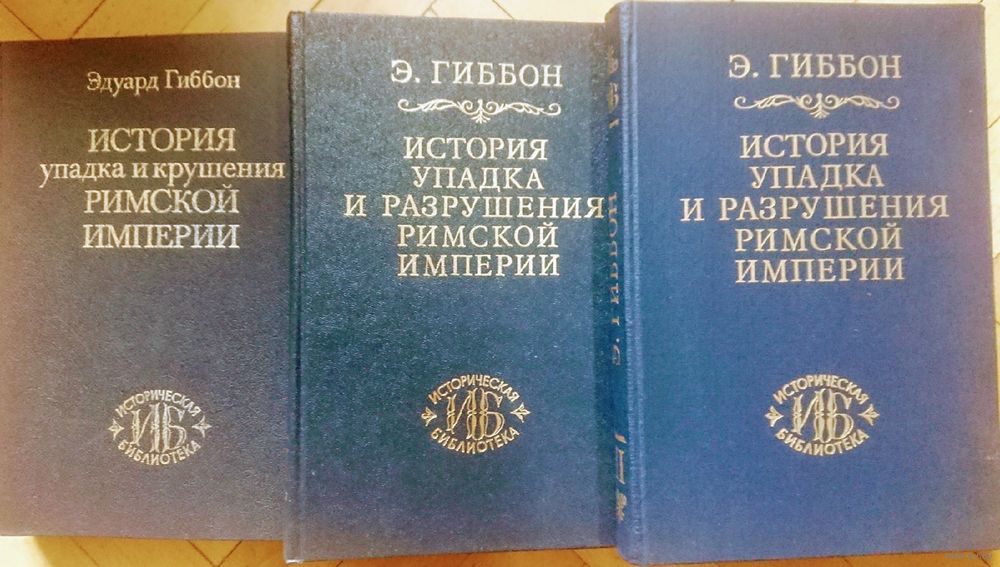 Эдуард Гиббон
ИСТОРИЯ
упадка и крушения
РИМСКОЙ
ИМПЕРИИ
ИСТОРИЧЕСКАЯ
ИБ
БИБЛИОТЕКА
Э. ГИББОН
ИСТОРИЯ
УПАДКА
И РАЗРУШЕНИЯ
РИМСКОЙ
ИМПЕРИИ
ИСТОРИЧЕСКАЯ
ИБ
БИБЛИОТЕКА
Э. ГИББОН
Э. ГИББОН
ИСТОРИЯ
УПАДКА
И РАЗРУШЕНИЯ
РИМСКОЙ
ИМПЕРИИ
ИСТОРИЧЕСКАЯ
ИБ
БИБЛИОТЕКА